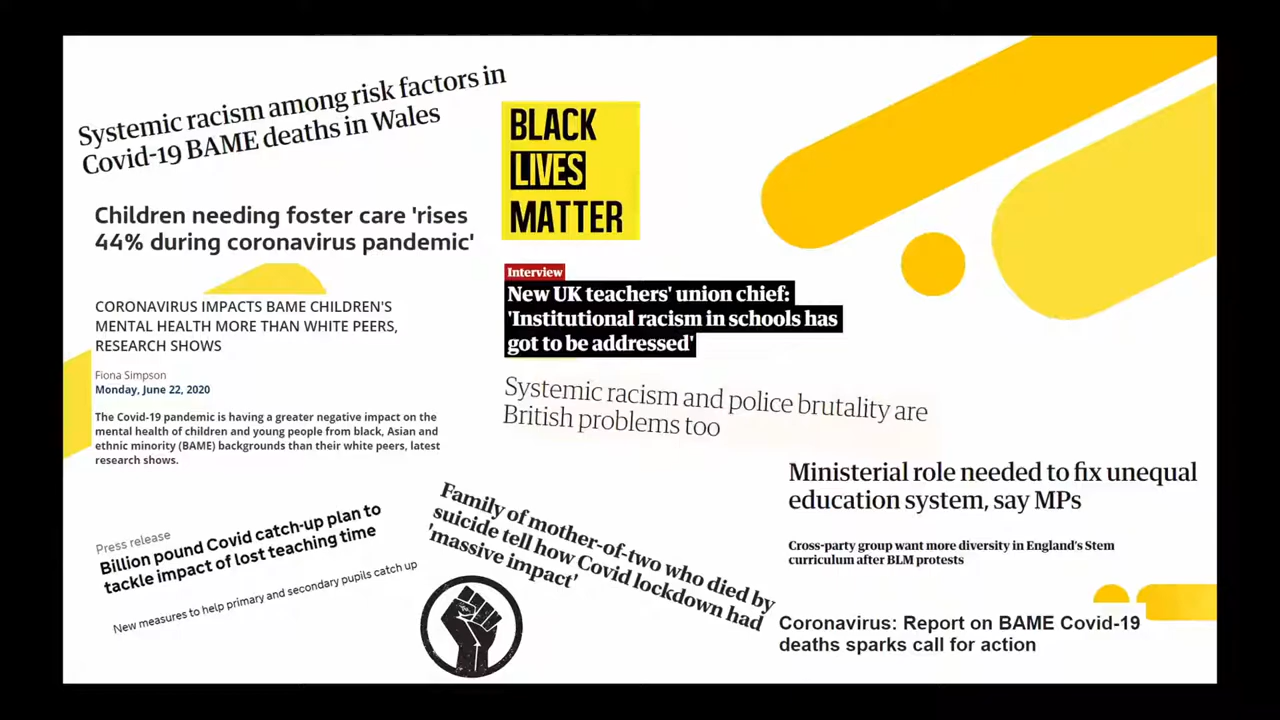 Systemic racism among risk factors in
Covid-19 BAME deaths in Wales
Children needing foster care 'rises
44% during coronavirus pandemic'
CORONAVIRUS IMPACTS BAME CHILDREN'S
MENTAL HEALTH MORE THAN WHITE PEERS,
RESEARCH SHOWS
Fiona Simpson
Monday, June 22, 2020
The Covid-19 pandemic is having a greater negative impact on the
mental health of children and young people from black, Asian and
ethnic minority (BAME) backgrounds than their white peers, latest
research shows.
Press release
Billion pound Covid catch-up plan to
tackle impact of lost teaching time
New measures to help primary and secondary pupils catch up
BLACK
LIVES
MATTER
Interview
New UK teachers' union chief:
'Institutional racism in schools has
got to be addressed'
Systemic racism and police brutality are
British problems too
Family of mother-of-two who died by
suicide tell how Covid lockdown had
'massive impact'
Ministerial role needed to fix unequal
education system, say MPs
Cross-party group want more diversity in England's Stem
curriculum after BLM protests
Coronavirus: Report on BAME Covid-19
deaths sparks call for action